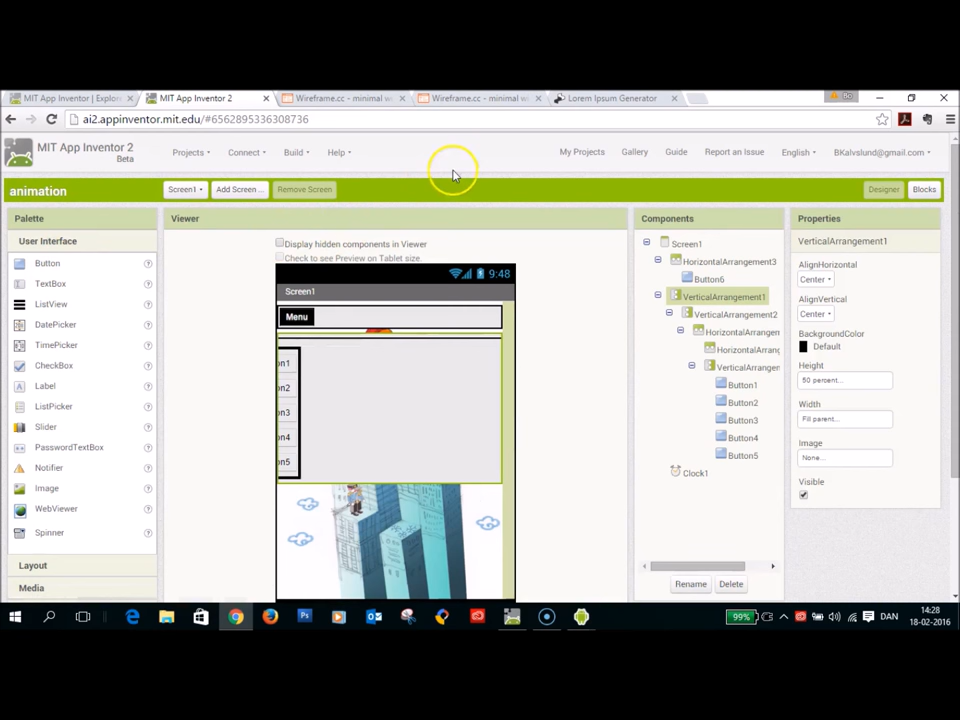 MIT App Inventor | Explore
MIT App Inventor 2
Wireframe.cc - minimal w
Wireframe.cc - minimal w
Lorem Ipsum Generator
Bo
ai2.appinventor.mit.edu/#6562895336308736
MIT App Inventor 2
Beta
Projects
Connect
Build
Help
My Projects
Gallery
Guide
Report an Issue
English
BKalvslund@gmail.com
animation
Screen1
Add Screen ...
Remove Screen
Designer
Blocks
Palette
Viewer
Components
Properties
User Interface
Button
TextBox
ListView
DatePicker
TimePicker
CheckBox
Label
ListPicker
Slider
PasswordTextBox
Notifier
Image
WebViewer
Spinner
Layout
Media
Display hidden components in Viewer
Check to see Preview on Tablet size.
9:48
Screen1
Menu
on1
on2
on3
on4
on5
Screen1
HorizontalArrangement3
Button6
VerticalArrangement1
VerticalArrangement2
HorizontalArrangemen
HorizontalArrang
VerticalArrangemen
Button1
Button2
Button3
Button4
Button5
Clock1
Rename
Delete
VerticalArrangement1
AlignHorizontal
Center
AlignVertical
Center
BackgroundColor
Default
Height
50 percent...
Width
Fill parent...
Image
None...
Visible
99%
DAN
14:28
18-02-2016